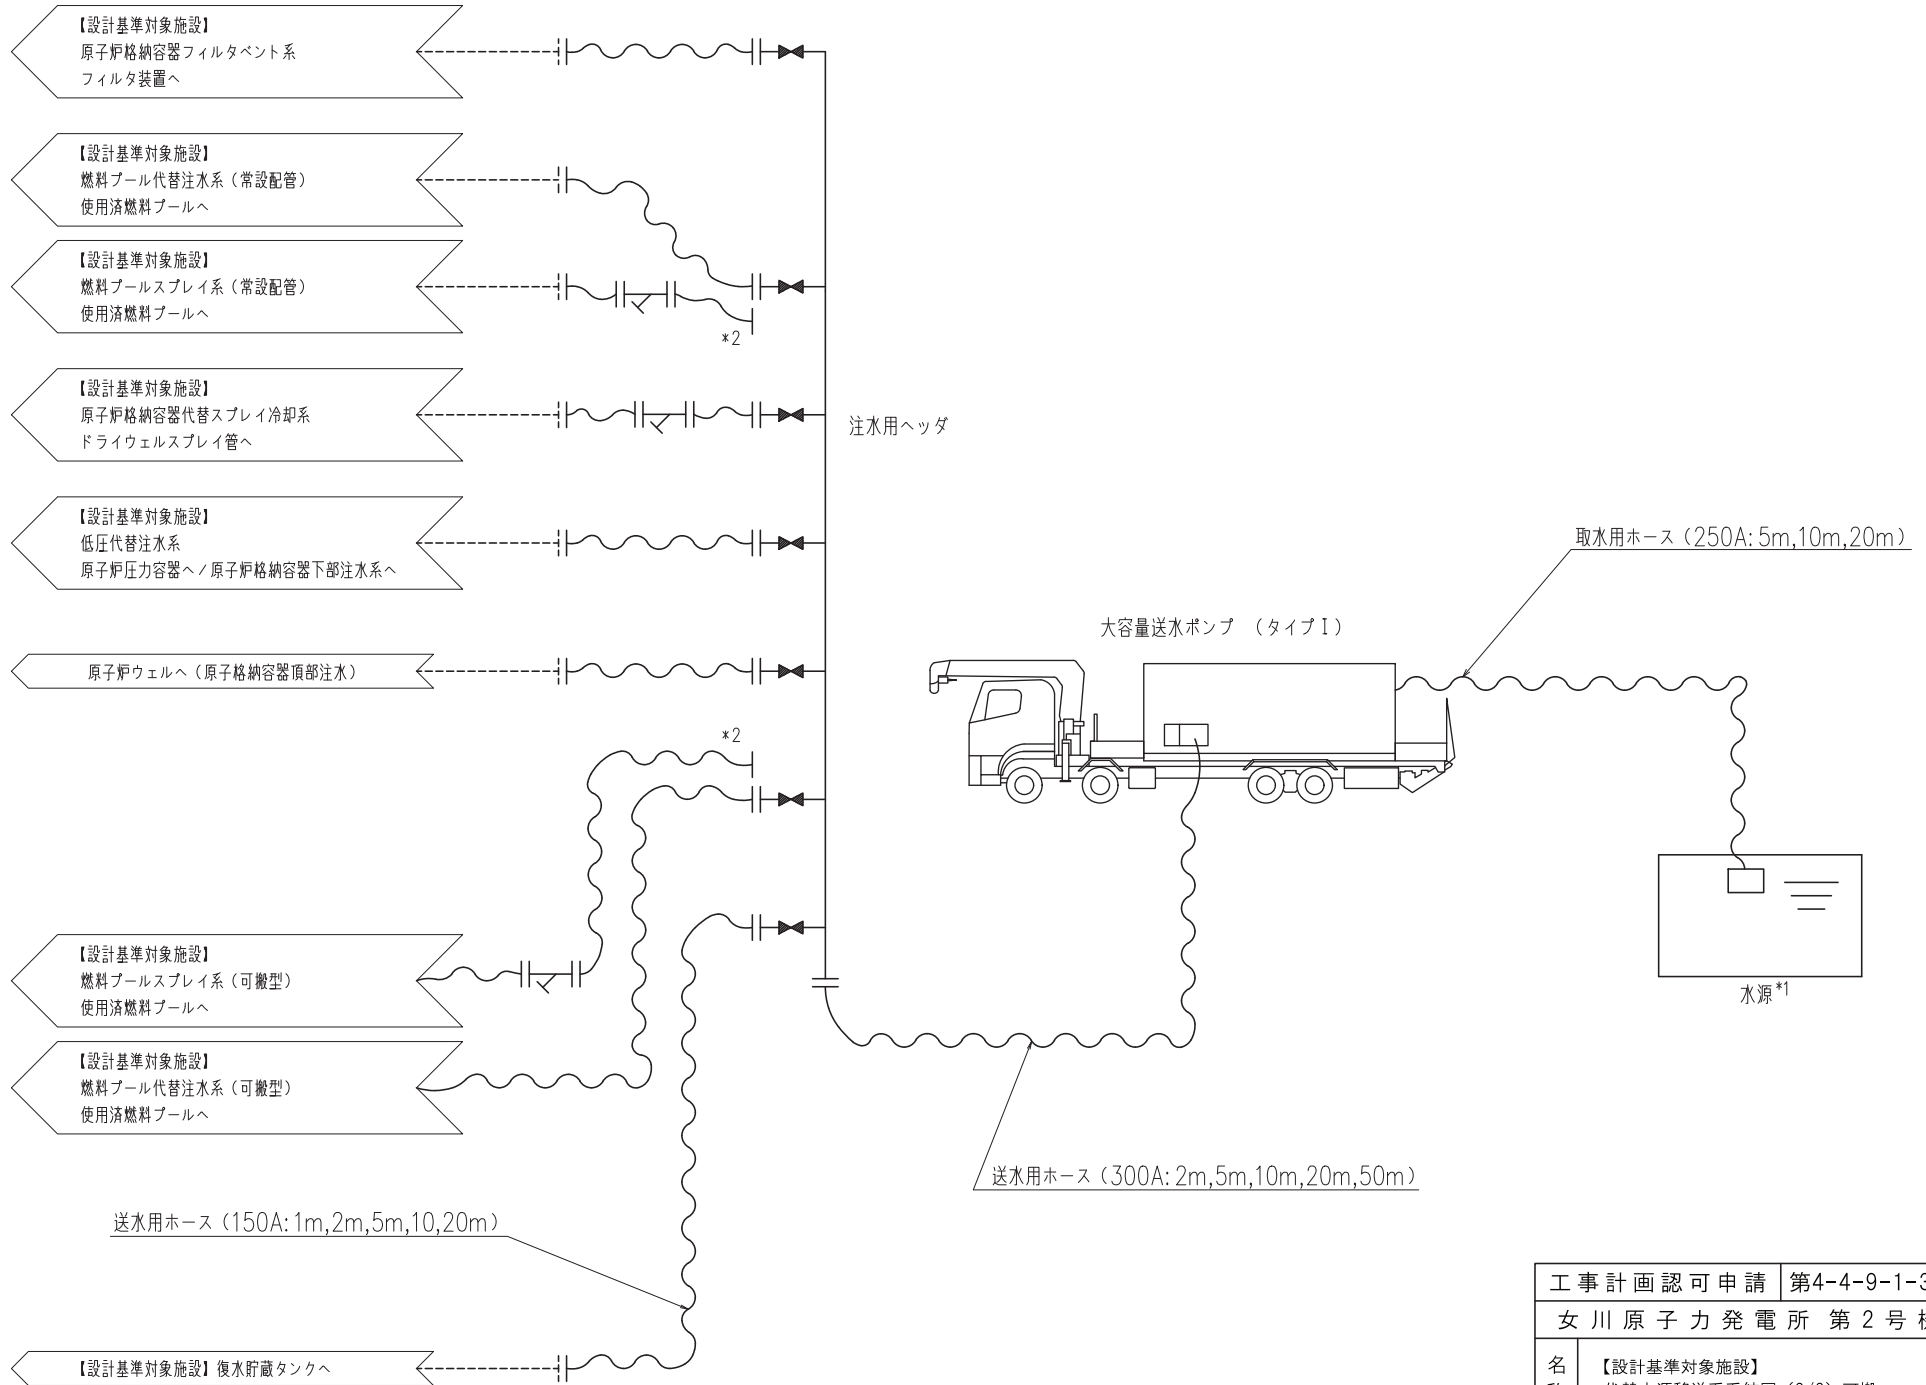 【設計基準対象施設】
原子炉格納容器フィルタベント系
フィルタ装置へ
【設計基準対象施設】
燃料プール代替注水系（常設配管）
使用済燃料プールへ
【設計基準対象施設】
燃料プールスプレイ系（常設配管）
使用済燃料プールへ
*2
【設計基準対象施設】
原子炉格納容器代替スプレイ冷却系
ドライウェルスプレイ管へ
注水用ヘッダ
【設計基準対象施設】
低圧代替注水系
原子炉圧力容器へ／原子炉格納容器下部注水系へ
取水用ホース（250A:5m,10m,20m）
大容量送水ポンプ （タイプⅠ）
原子炉ウェルへ（原子格納容器頂部注水）
*2
【設計基準対象施設】
燃料プールスプレイ系（可搬型）
使用済燃料プールへ
水源*1
【設計基準対象施設】
燃料プール代替注水系（可搬型）
使用済燃料プールへ
送水用ホース（300A:2m,5m,10m,20m,50m）
送水用ホース（150A:1m,2m,5m,10,20m）
【設計基準対象施設】復水貯蔵タンクへ
工事計画認可申請 第4-4-9-1-3
女川原子力発電所 第2号
名
【設計基準対象施設】